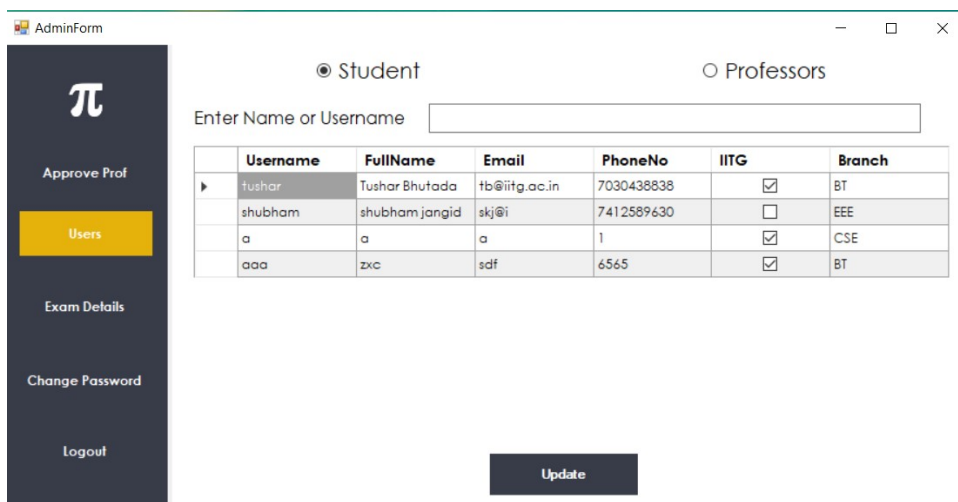 AdminForm
π
Approve Prof
Users
Exam Details
Change Password
Logout
Student Professors
Enter Name or Username
Username FullName Email PhoneNo IITG Branch
tushar Tushar Bhutada tb@iitg.ac.in 7030438838 BT
shubham shubham jangid skj@i 7412589630 EEE
a a a 1 CSE
aaa zxc sdf 6565 BT
Update